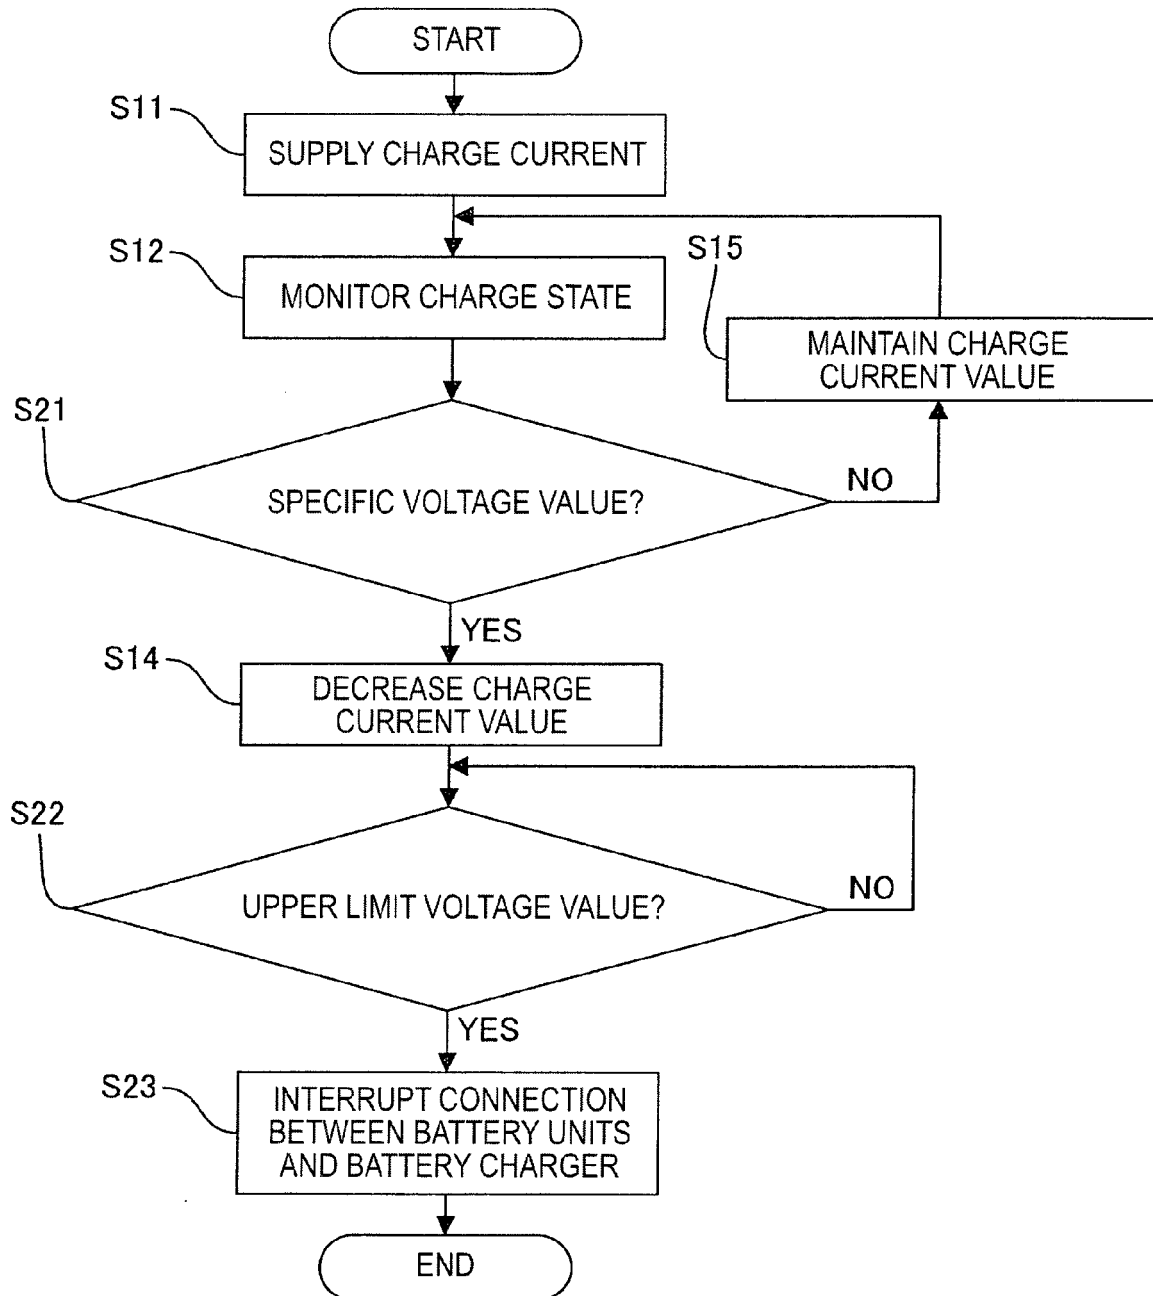 START
S11
SUPPLY CHARGE CURRENT
S12
MONITOR CHARGE STATE
S15
MAINTAIN CHARGE
CURRENT VALUE
S21
SPECIFIC VOLTAGE VALUE?
NO
YES
S14
DECREASE CHARGE
CURRENT VALUE
S22
UPPER LIMIT VOLTAGE VALUE?
NO
YES
S23
INTERRUPT CONNECTION
BETWEEN BATTERY UNITS
AND BATTERY CHARGER
END